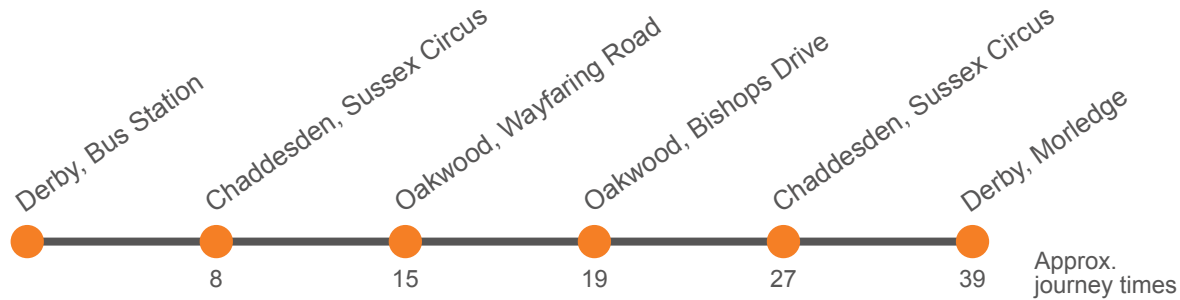 Derby, Bus Station
Chaddesden, Sussex Circus
Oakwood, Wayfaring Road
Oakwood, Bishops Drive
Chaddesden, Sussex Circus
Derby, Morledge
8
15
19
27
39
Approx.
journey times